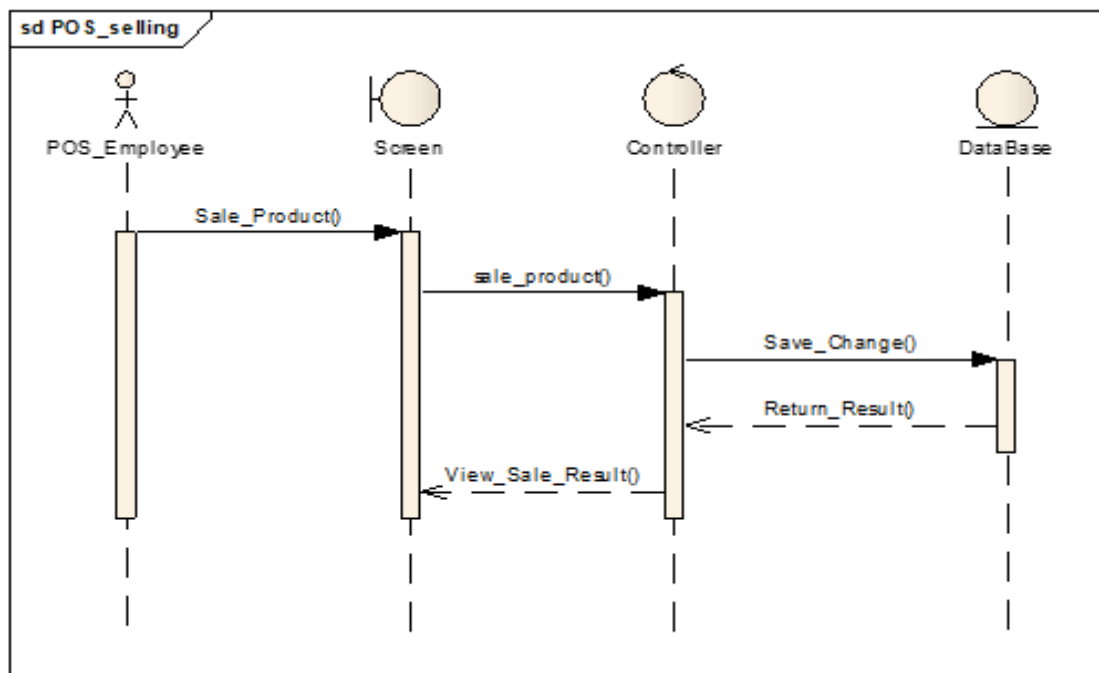 sd POS_selling
POS_Employee
Screen
Controller
DataBase
Sale_Product()
sale_product()
Save_Change()
Return_Result()
View_Sale_Result()